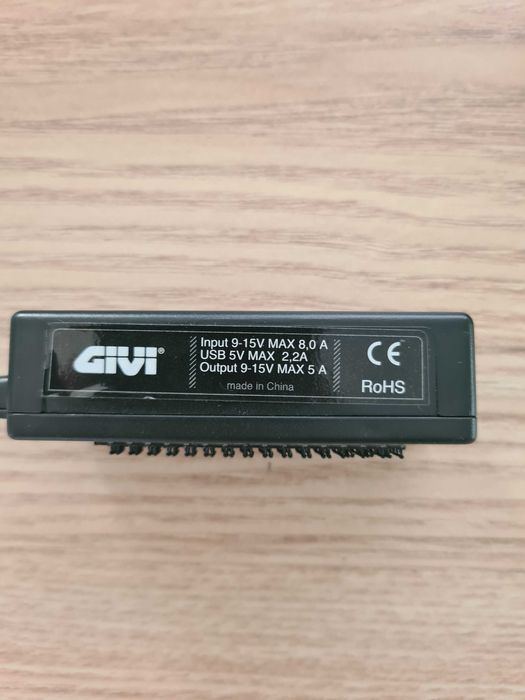 GIVI®
Input 9-15V MAX 8,0 A
USB 5V MAX 2,2A
Output 9-15V MAX 5 A
made in China
CE
RoHS